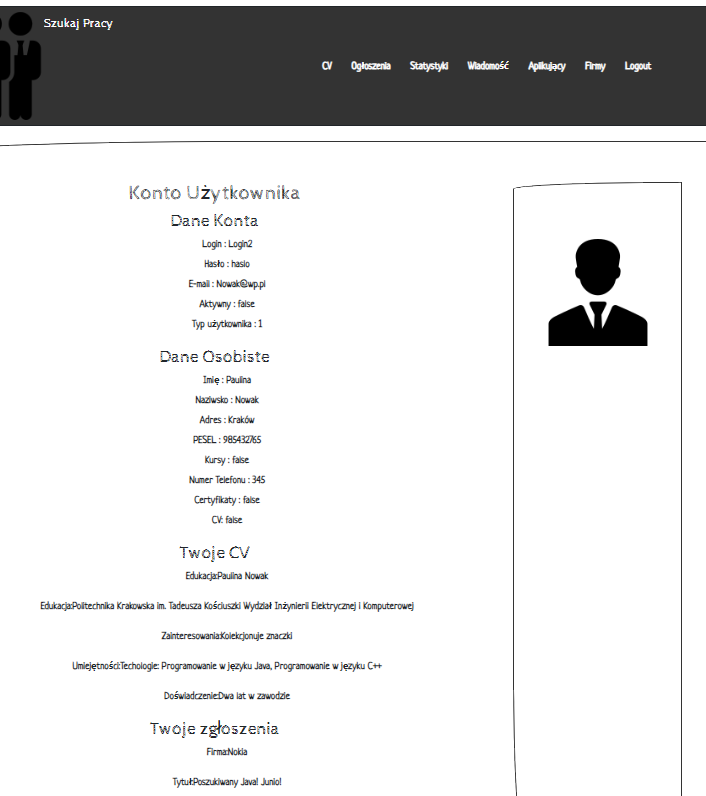 Szukaj Pracy
CV Ogłoszenia Statystyki Wiadomość Aplikujący Firmy Logout
Konto Użytkownika
Dane Konta
Login : Login2
Hasło : haslo
E-mail : Nowak@wp.pl
Aktywny : false
Typ użytkownika : 1
Dane Osobiste
Imię : Paulina
Naziwsko : Nowak
Adres : Kraków
PESEL : 985432765
Kursy : false
Numer Telefonu : 345
Certyfikaty : false
CV: false
Twoje CV
Edukacja:Paulina Nowak
Edukacja:Politechnika Krakowska im. Tadeusza Kościuszki Wydział Inżynierii Elektrycznej i Komputerowej
Zainteresowania:Kolekcjonuje znaczki
Umiejętności:Techologie: Programowanie w języku Java, Programowanie w języku C++
Doświadczenie:Dwa lat w zawodzie
Twoje zgłoszenia
Firma:Nokia
Tytuł:Poszukiwany Java! Junio!